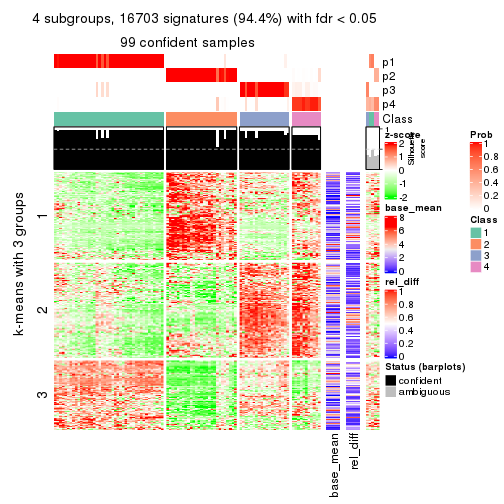 4 subgroups, 16703 signatures (94.4%) with fdr < 0.05
99 confident samples
p1
p2
p3
p4
Class
1
Silhouette
score
k-means with 3 groups
1
2
3
base_mean
rel_diff
z-score
2
1
0
-1
-2
base_mean
8
6
4
2
0
rel_diff
1
0.8
0.6
0.4
0.2
0
Status (barplots)
confident
ambiguous
Prob
1
0.8
0.6
0.4
0.2
0
Class
1
2
3
4